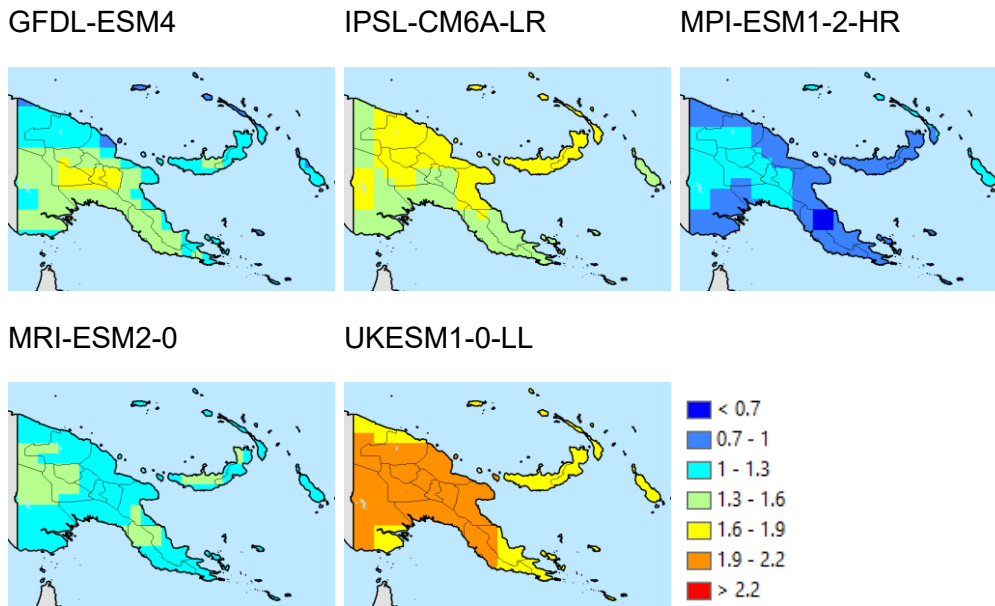 GFDL-ESM4
IPSL-CM6A-LR
MPI-ESM1-2-HR
MRI-ESM2-0
UKESM1-0-LL
< 0.7
0.7 - 1
1 - 1.3
1.3 - 1.6
1.6 - 1.9
1.9 - 2.2
> 2.2